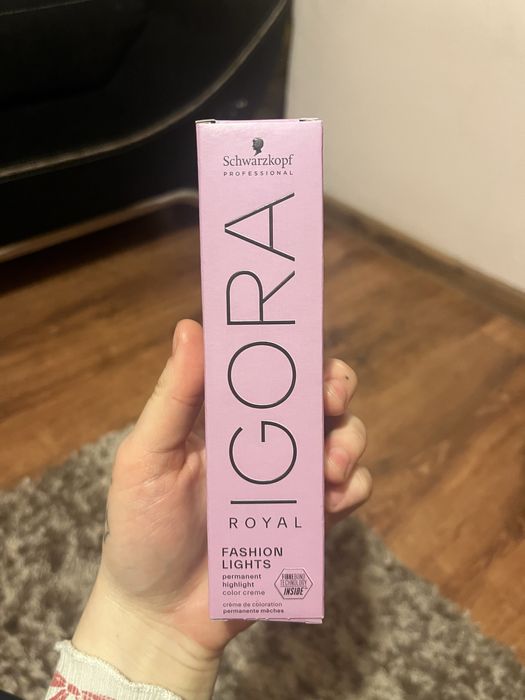 Schwarzkopf
PROFESSIONAL
IGORA
ROYAL
FASHION
LIGHTS
permanent
highlight
color creme
FIBREBOND
TECHNOLOGY
INSIDE
crème de coloration
permanente mèches